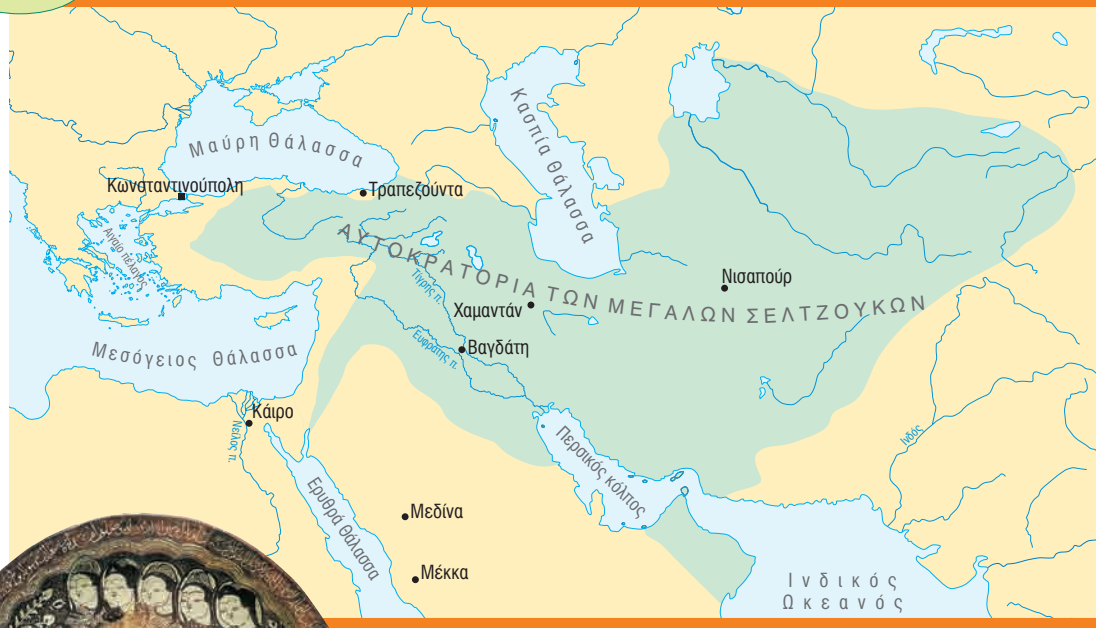 Μαύρη Θάλασσα
Κασπία Θάλασσα
Κωνσταντινούπολη
Τραπεζούντα
Αιγαίο πέλαγος
ΑΥΤΟΚΡΑΤΟΡΙΑ ΤΩΝ ΜΕΓΑΛΩΝ ΣΕΛΤΖΟΥΚΩΝ
Νισαπούρ
Τίγρης π.
Χαμαντάν
Ευφράτης π.
Βαγδάτη
Μεσόγειος Θάλασσα
Κάιρο
Νείλος π.
Ινδός
Περσικός κόλπος
Ερυθρά Θάλασσα
Μεδίνα
Μέκκα
Ινδικός
Ωκεανός